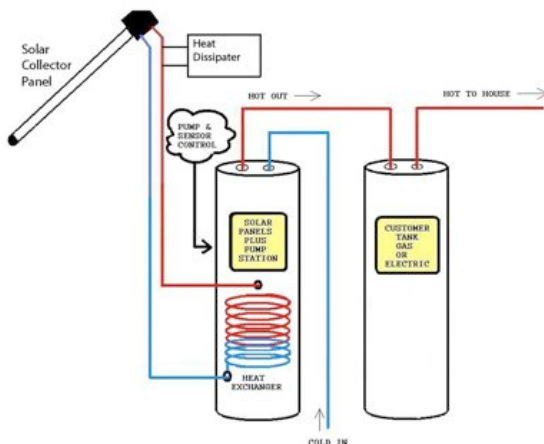 Solar
Collector
Panel
Heat
Dissipater
HOT OUT
HOT TO HOUSE
PUMP &
SENSOR
CONTROL
SOLAR
PANELS
PLUS
PUMP
STATION
CUSTOMER
TANK
GAS
OR
ELECTRIC
HEAT
EXCHANGER
COLD IN